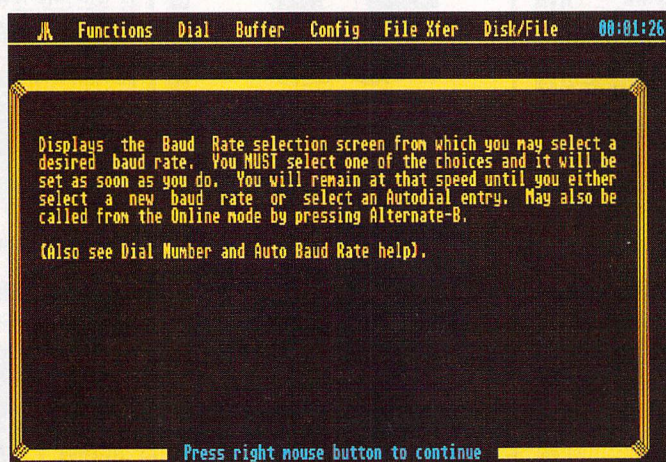 Functions Dial Buffer Config File Xfer Disk/File 00:01:26
Displays the Baud Rate selection screen from which you may select a
desired baud rate. You MUST select one of the choices and it will be
set as soon as you do. You will remain at that speed until you either
select a new baud rate or select an Autodial entry. May also be
called from the Online mode by pressing Alternate-B.
(Also see Dial Number and Auto Baud Rate help).
Press right mouse button to continue